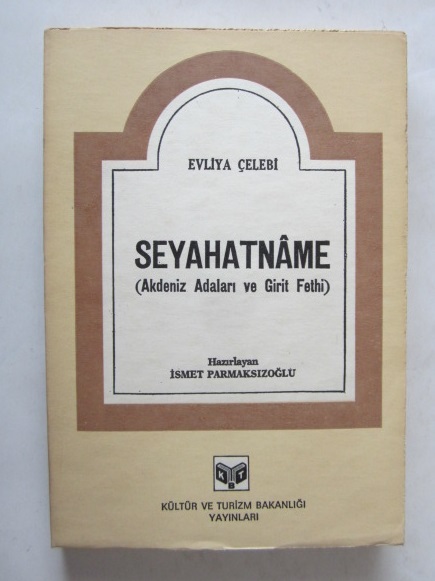 EVLİYA ÇELEBİ
SEYAHATNÂME
(Akdeniz Adaları ve Girit Fethi)
Hazırlayan
İSMET PARMAKSIZOĞLU
K T
B
KÜLTÜR VE TURİZM BAKANLIĞI
YAYINLARI